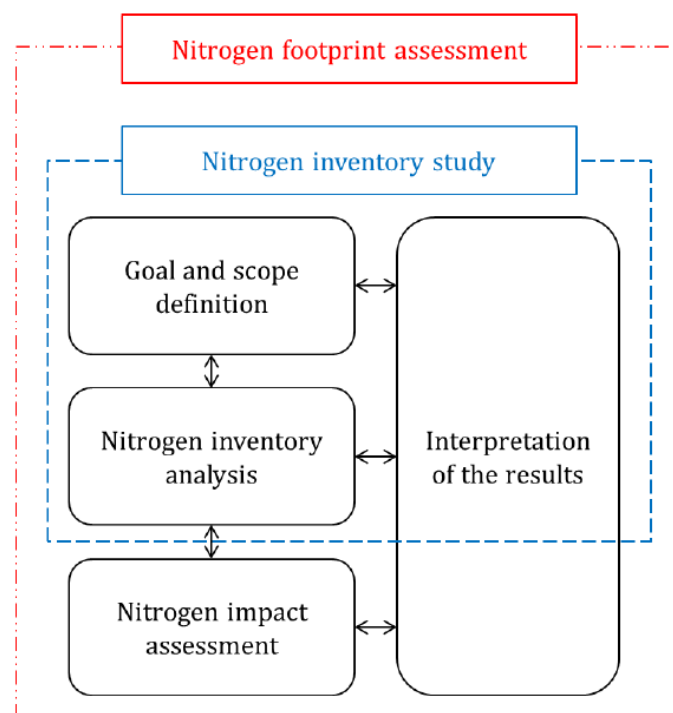 Nitrogen footprint assessment
Nitrogen inventory study
Goal and scope
definition
Nitrogen inventory
analysis
Interpretation
of the results
Nitrogen impact
assessment